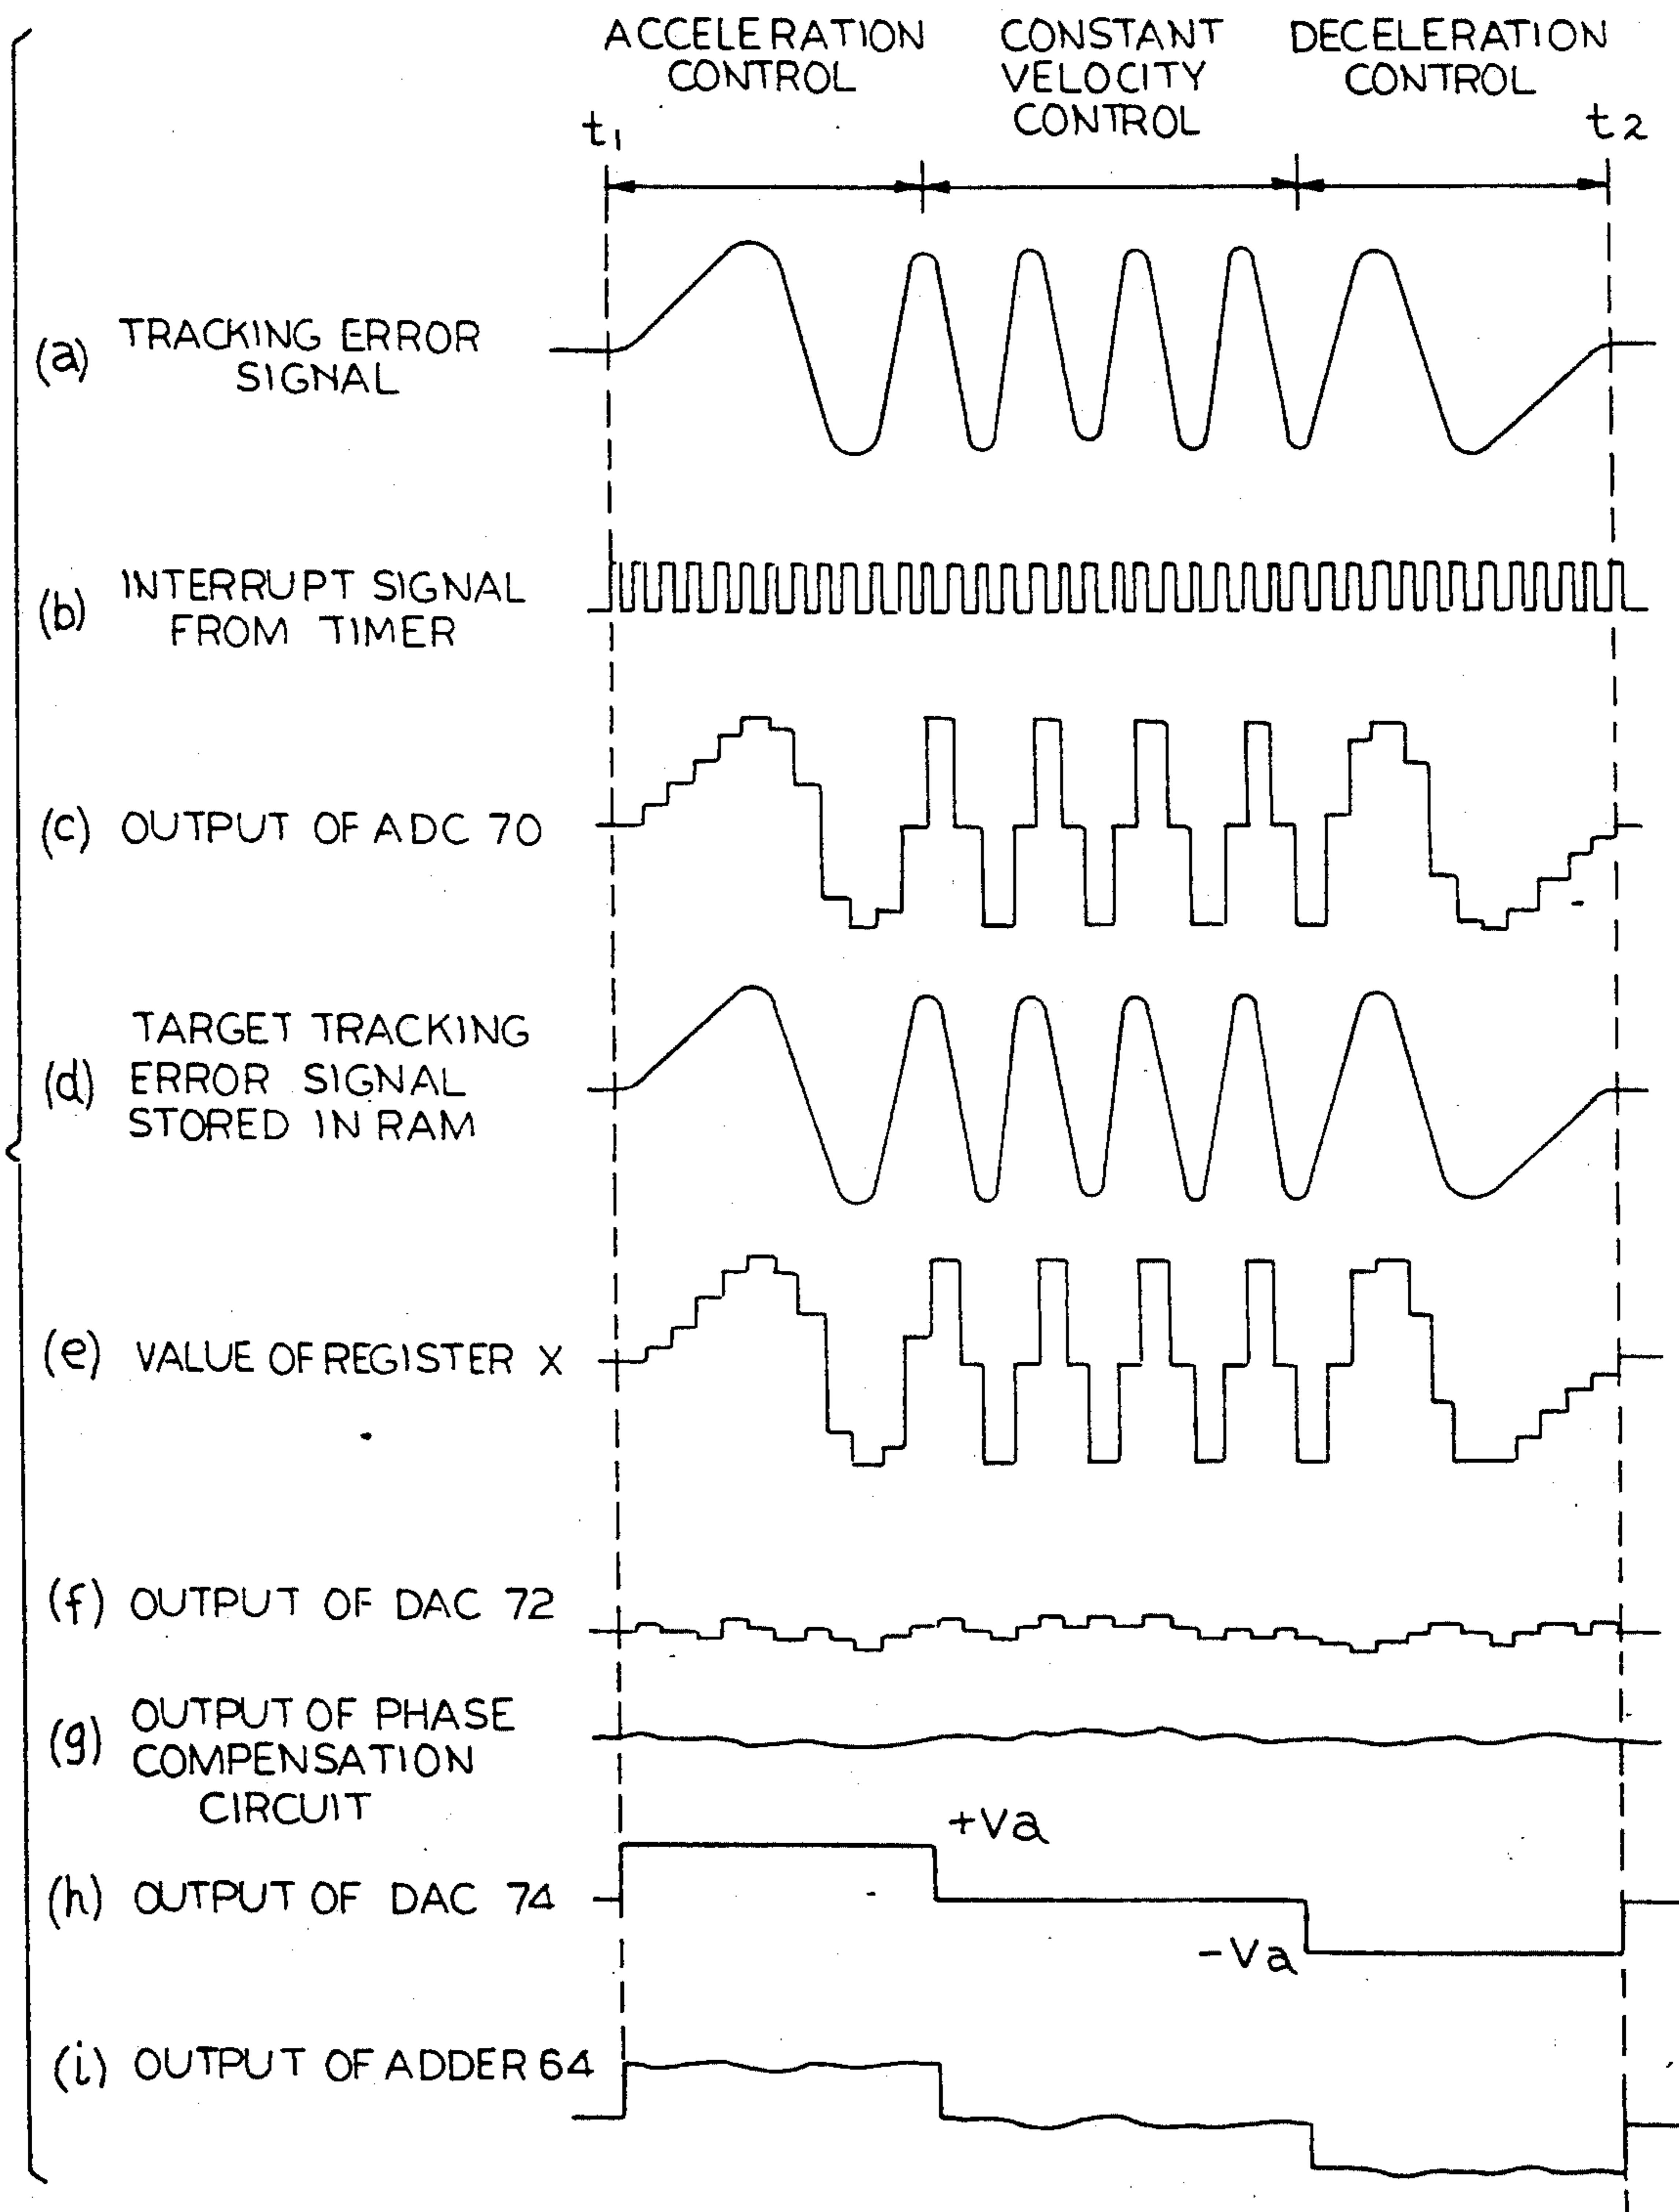 ACCELERATION
CONTROL
CONSTANT
VELOCITY
CONTROL
DECELERATION
CONTROL
t1
t2
(a) TRACKING ERROR
SIGNAL
(b) INTERRUPT SIGNAL
FROM TIMER
(c) OUTPUT OF ADC 70
(d) TARGET TRACKING
ERROR SIGNAL
STORED IN RAM
(e) VALUE OF REGISTER X
(f) OUTPUT OF DAC 72
(g) OUTPUT OF PHASE
COMPENSATION
CIRCUIT
+Va
(h) OUTPUT OF DAC 74
-Va
(i) OUTPUT OF ADDER 64